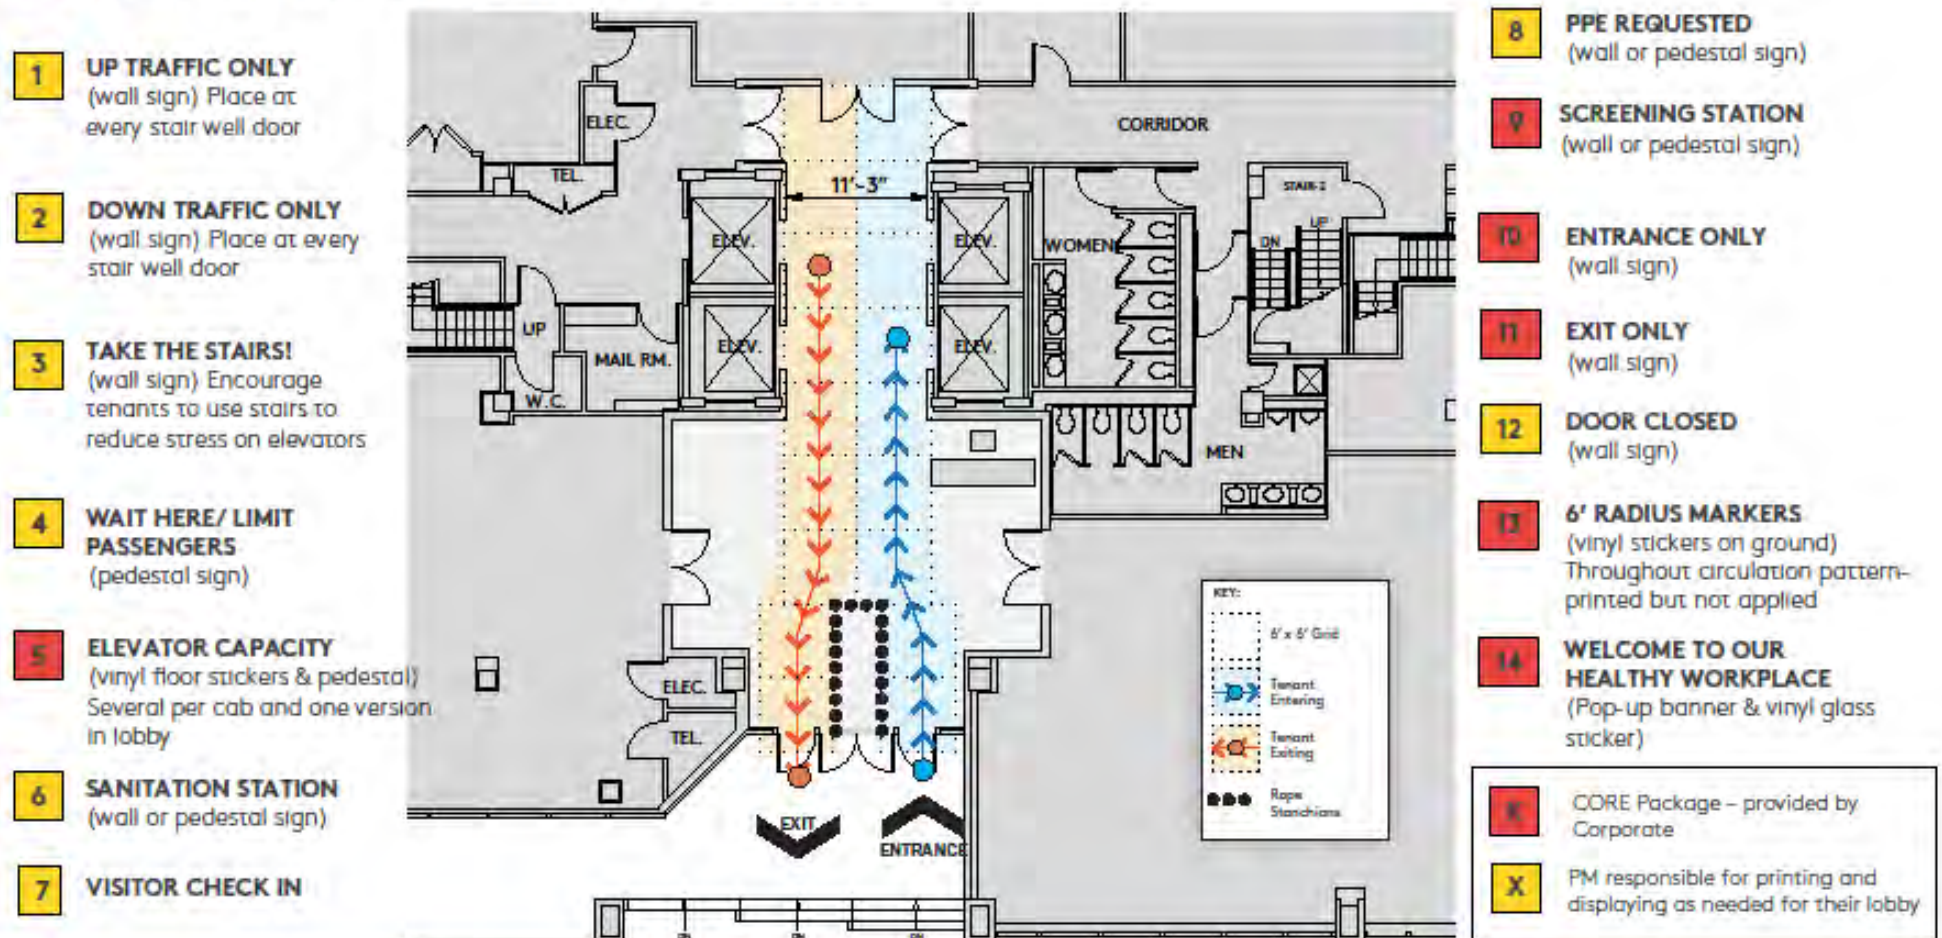 1
UP TRAFFIC ONLY
(wall sign) Place at
every stair well door
2
DOWN TRAFFIC ONLY
(wall sign) Place at every
stair well door
3
TAKE THE STAIRS!
(wall sign) Encourage
tenants to use stairs to
reduce stress on elevators
4
WAIT HERE/ LIMIT
PASSENGERS
(pedestal sign)
5
ELEVATOR CAPACITY
(vinyl floor stickers & pedestal)
Several per cab and one version
in lobby
6
SANITATION STATION
(wall or pedestal sign)
7
VISITOR CHECK IN
ELEC.
TEL.
CORRIDOR
11'-3"
STAIR-2
UP
DN
ELEV.
ELEV.
WOMEN
UP
MAIL RM.
ELEV.
ELEV.
W.C.
MEN
ELEC.
TEL.
EXIT
ENTRANCE
DN
DN
DN
KEY:
6' x 6' Grid
Tenant
Entering
Tenant
Exiting
Rope
Stanchions
8
PPE REQUESTED
(wall or pedestal sign)
9
SCREENING STATION
(wall or pedestal sign)
10
ENTRANCE ONLY
(wall sign)
11
EXIT ONLY
(wall sign)
12
DOOR CLOSED
(wall sign)
13
6' RADIUS MARKERS
(vinyl stickers on ground)
Throughout circulation pattern-
printed but not applied
14
WELCOME TO OUR
HEALTHY WORKPLACE
(Pop-up banner & vinyl glass
sticker)
CORE Package – provided by
Corporate
X
PM responsible for printing and
displaying as needed for their lobby